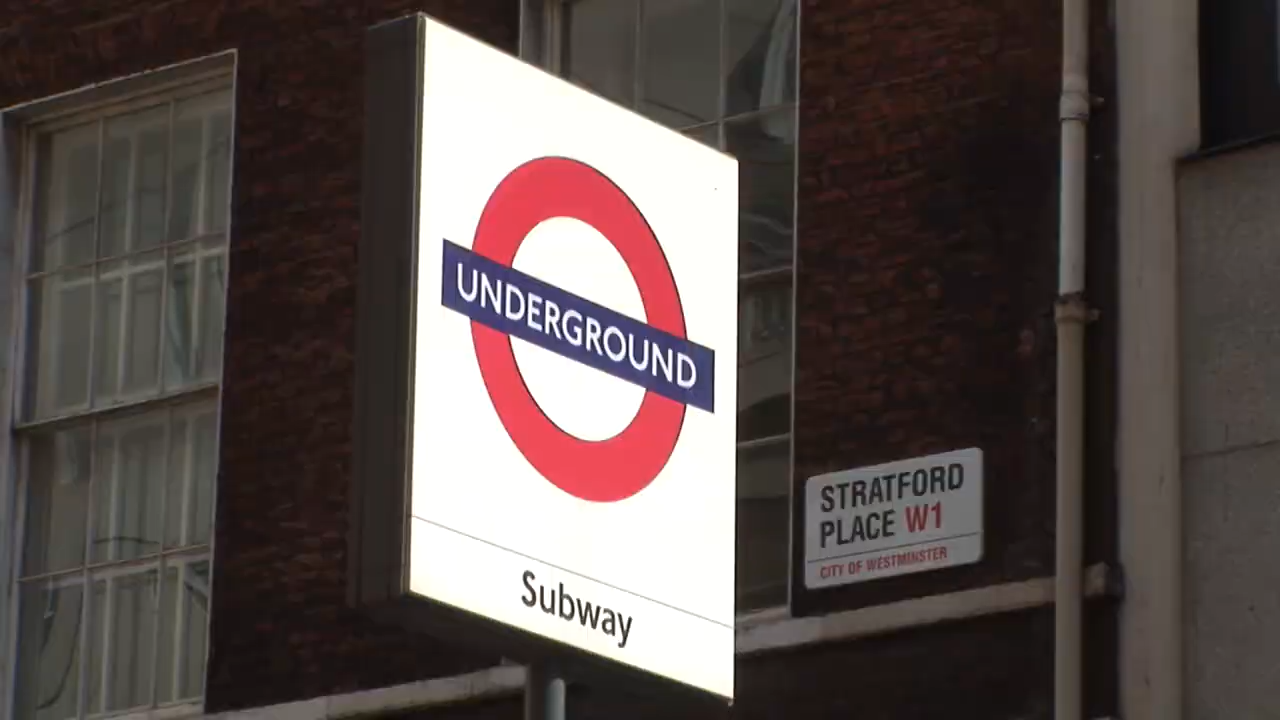 UNDERGROUND
Subway
STRATFORD
PLACE W1
CITY OF WESTMINSTER